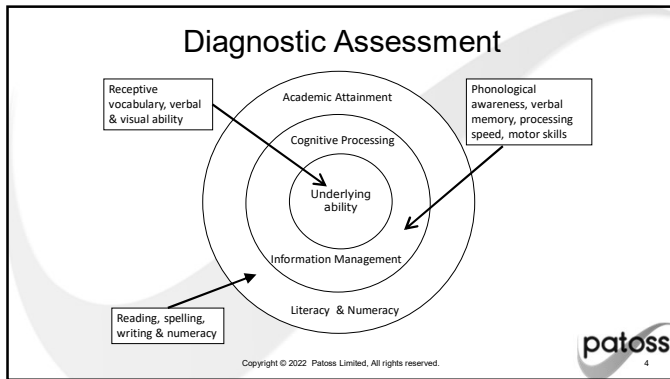 Diagnostic Assessment
Receptive
vocabulary, verbal
& visual ability
Academic Attainment
Phonological
awareness, verbal
memory, processing
speed, motor skills
Cognitive Processing
Underlying
ability
Information Management
Reading, spelling,
writing & numeracy
Literacy & Numeracy
patoss
Copyright © 2022 Patoss Limited, All rights reserved.
4